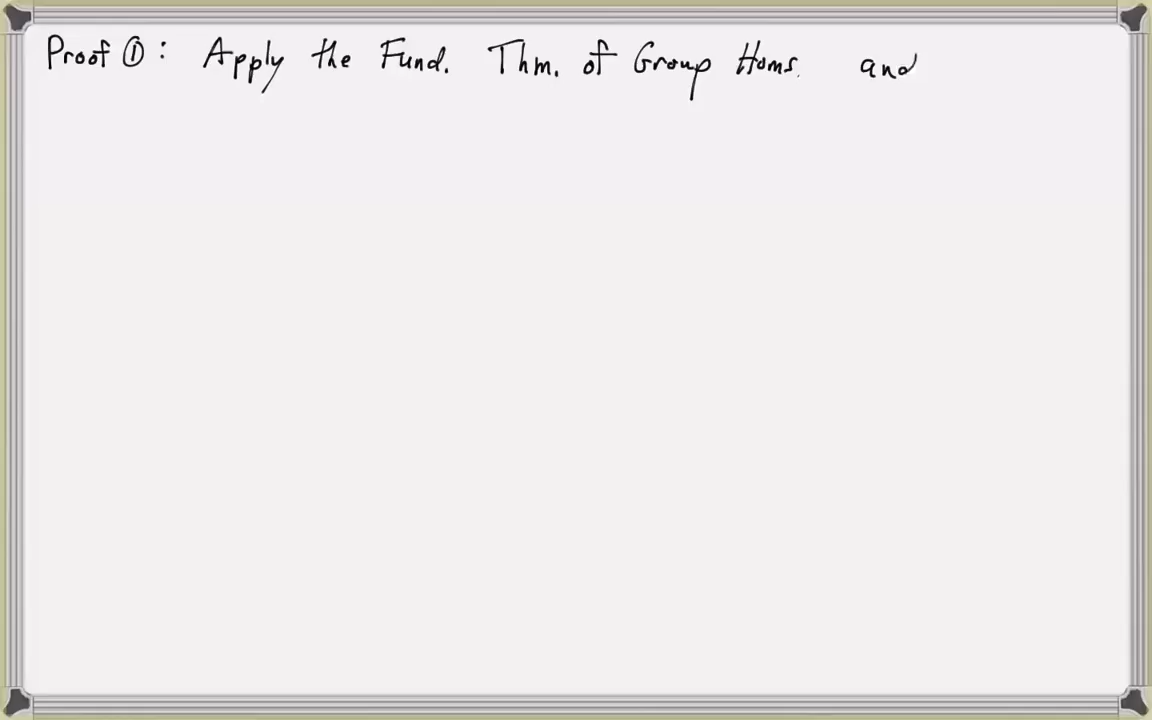 Proof ①: Apply the Fund. Thm. of Group Homs. and